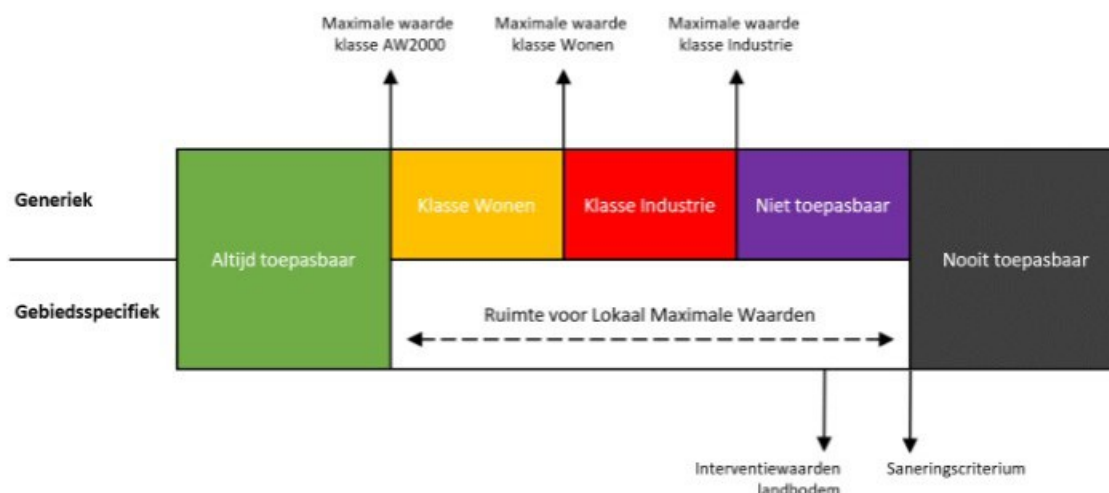 Maximale waarde
klasse AW2000
Maximale waarde
klasse Wonen
Maximale waarde
klasse Industrie
Generiek
Klasse Wonen
Klasse Industrie
Niet toepasbaar
Altijd toepasbaar
Nooit toepasbaar
Gebiedsspecifiek
Ruimte voor Lokaal Maximale Waarden
Interventiewaarden
landbodem
Saneringscriterium